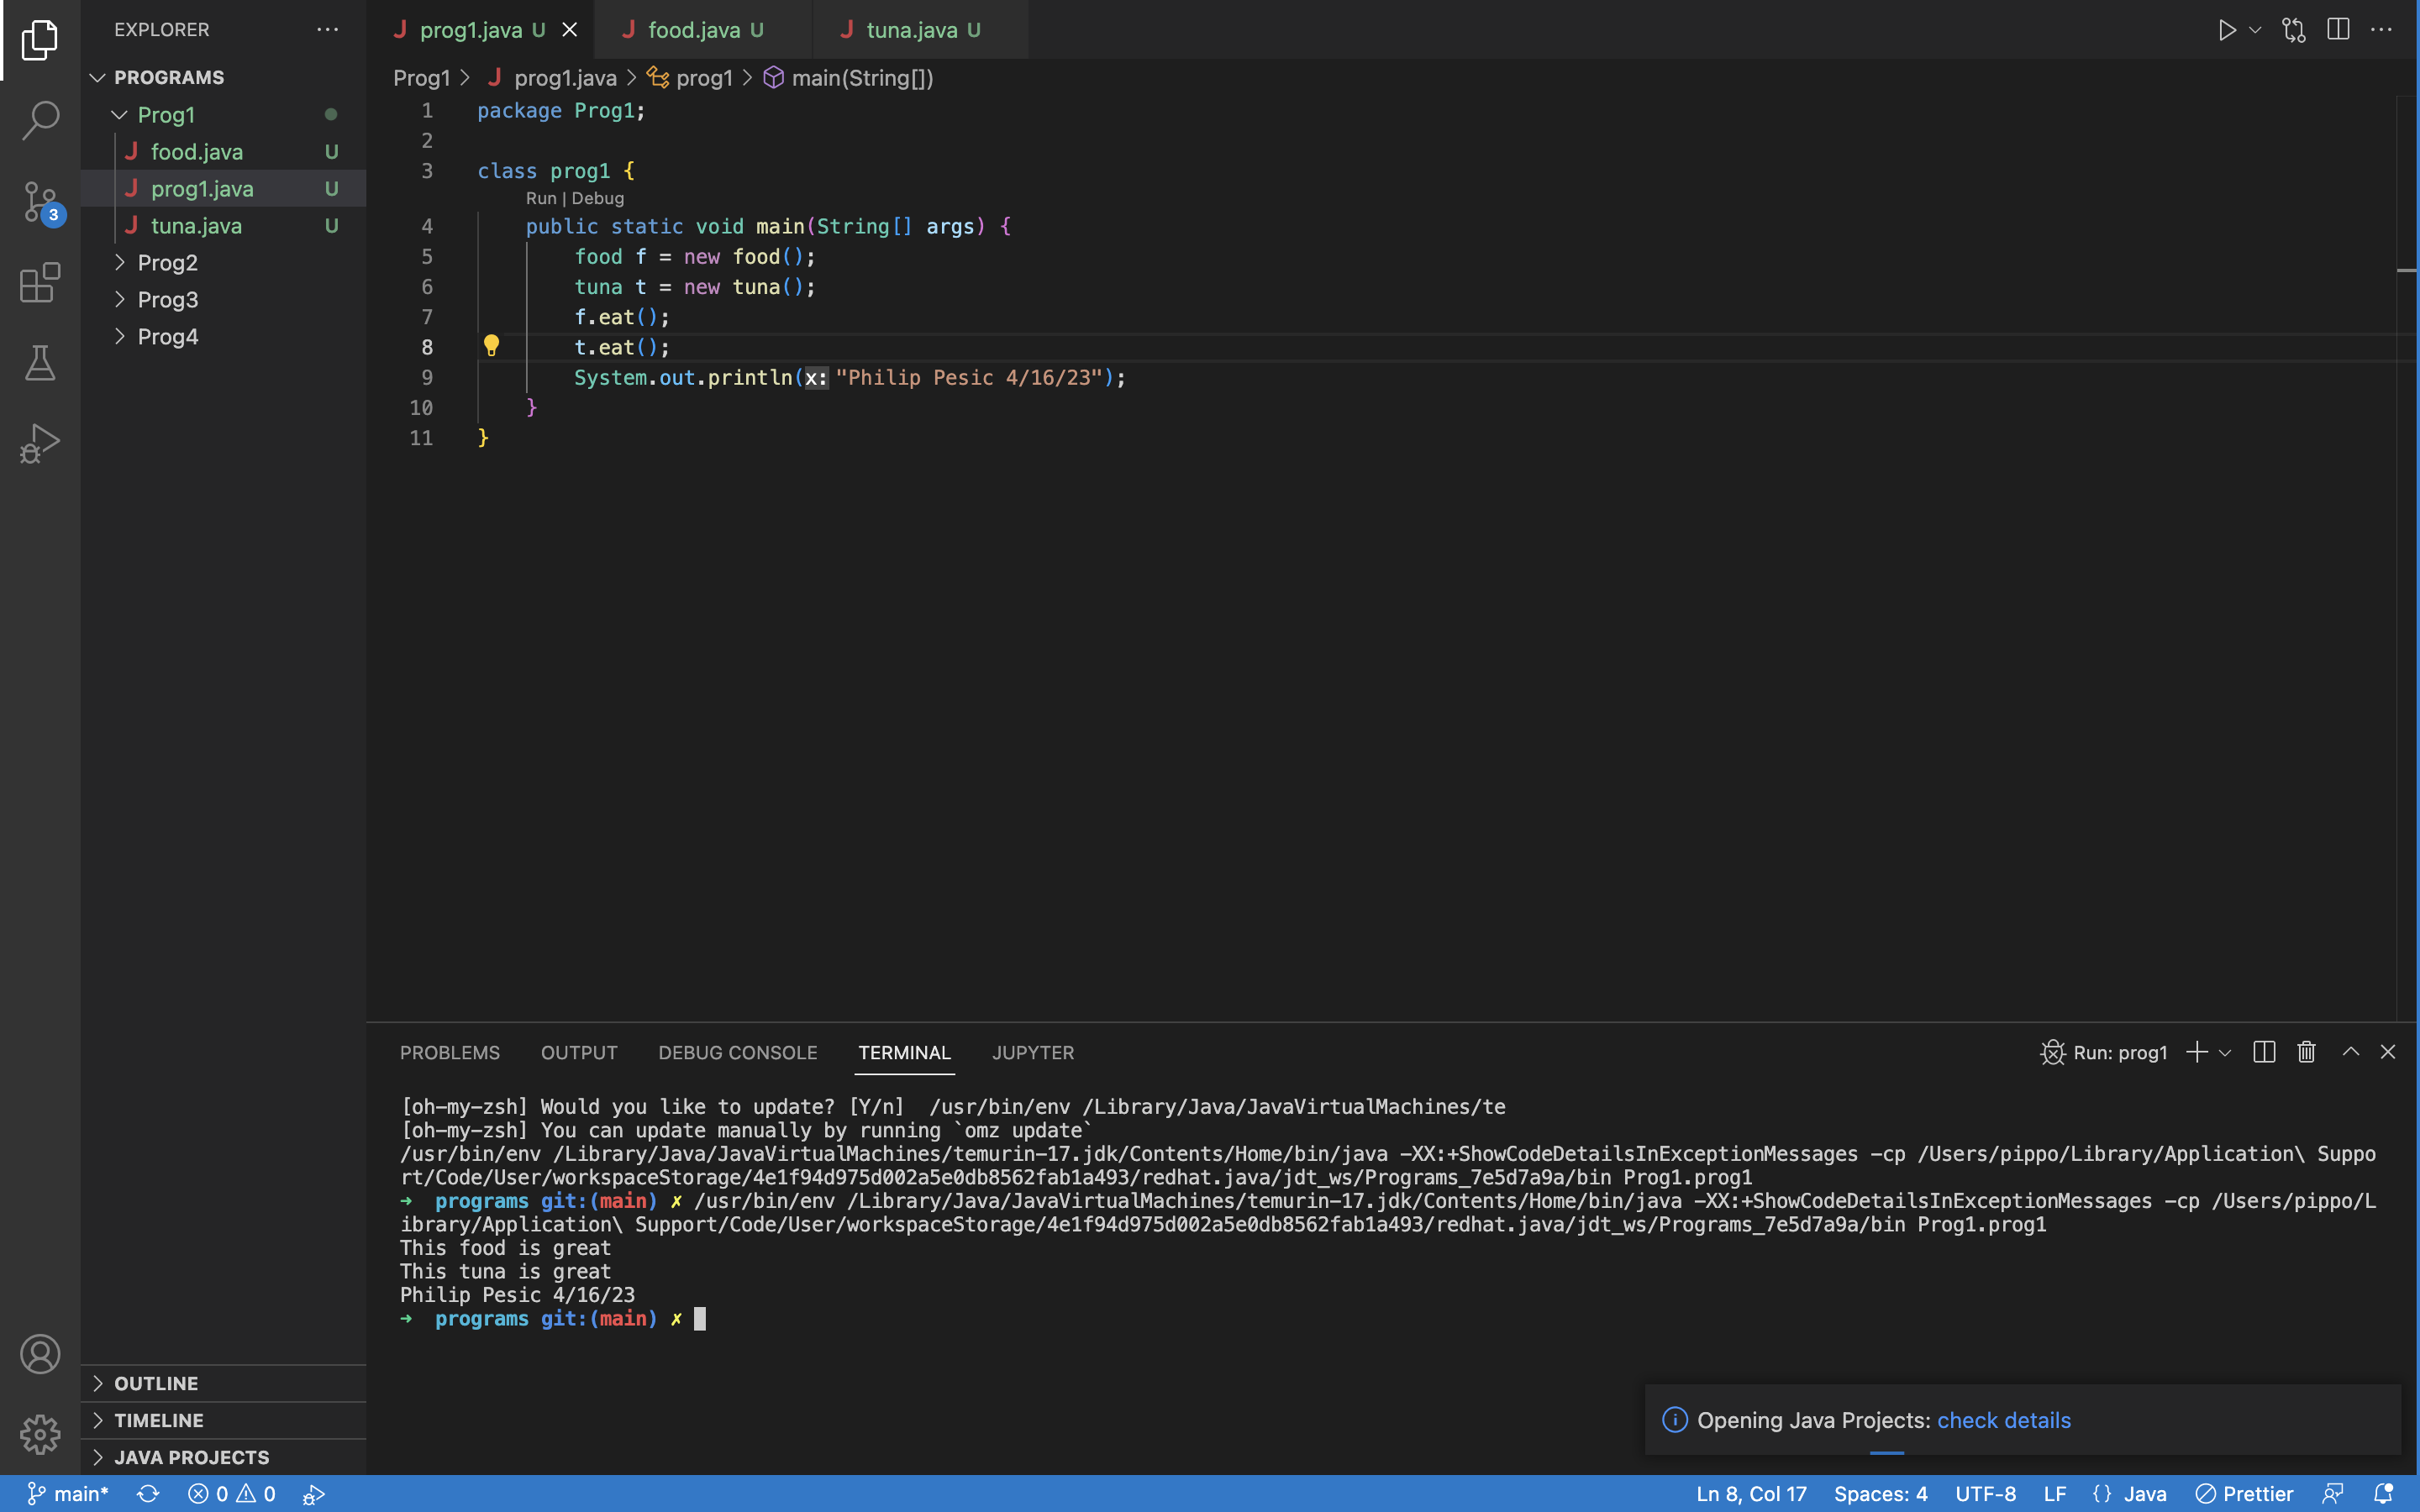 EXPLORER
PROGRAMS
Prog1
food.java U
prog1.java U
tuna.java U
Prog2
Prog3
Prog4
OUTLINE
TIMELINE
JAVA PROJECTS
3
prog1.java U
food.java U
tuna.java U
Prog1 > prog1.java > prog1 > main(String[])
1 package Prog1;
2
3 class prog1 {
Run | Debug
4 public static void main(String[] args) {
5 food f = new food();
6 tuna t = new tuna();
7 f.eat();
8 t.eat();
9 System.out.println(x: "Philip Pesic 4/16/23");
10 }
11 }
PROBLEMS OUTPUT DEBUG CONSOLE TERMINAL JUPYTER
Run: prog1
[oh-my-zsh] Would you like to update? [Y/n]  /usr/bin/env /Library/Java/JavaVirtualMachines/te
[oh-my-zsh] You can update manually by running `omz update`
/usr/bin/env /Library/Java/JavaVirtualMachines/temurin-17.jdk/Contents/Home/bin/java -XX:+ShowCodeDetailsInExceptionMessages -cp /Users/pippo/Library/Application\ Suppo
rt/Code/User/workspaceStorage/4e1f94d975d002a5e0db8562fab1a493/redhat.java/jdt_ws/Programs_7e5d7a9a/bin Prog1.prog1
➜ programs git:(main) ✗ /usr/bin/env /Library/Java/JavaVirtualMachines/temurin-17.jdk/Contents/Home/bin/java -XX:+ShowCodeDetailsInExceptionMessages -cp /Users/pippo/L
ibrary/Application\ Support/Code/User/workspaceStorage/4e1f94d975d002a5e0db8562fab1a493/redhat.java/jdt_ws/Programs_7e5d7a9a/bin Prog1.prog1
This food is great
This tuna is great
Philip Pesic 4/16/23
➜ programs git:(main) ✗
Opening Java Projects: check details
main* 0 0
Ln 8, Col 17 Spaces: 4 UTF-8 LF {} Java Prettier